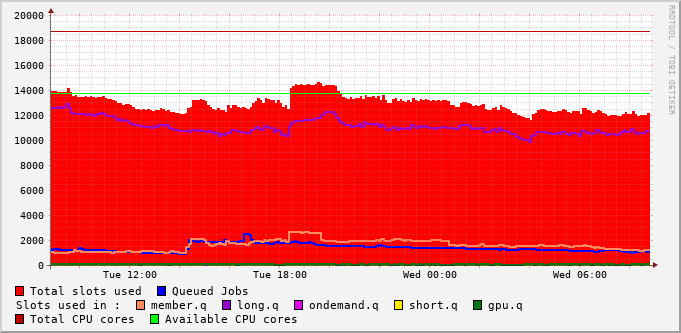 20000
18000
16000
14000
12000
10000
8000
6000
4000
2000
0
Tue 12:00 Tue 18:00 Wed 00:00 Wed 06:00
RRDTOOL / TOBI OETIKER
Total slots used Queued Jobs
Slots used in : member.q long.q ondemand.q short.q gpu.q
Total CPU cores Available CPU cores